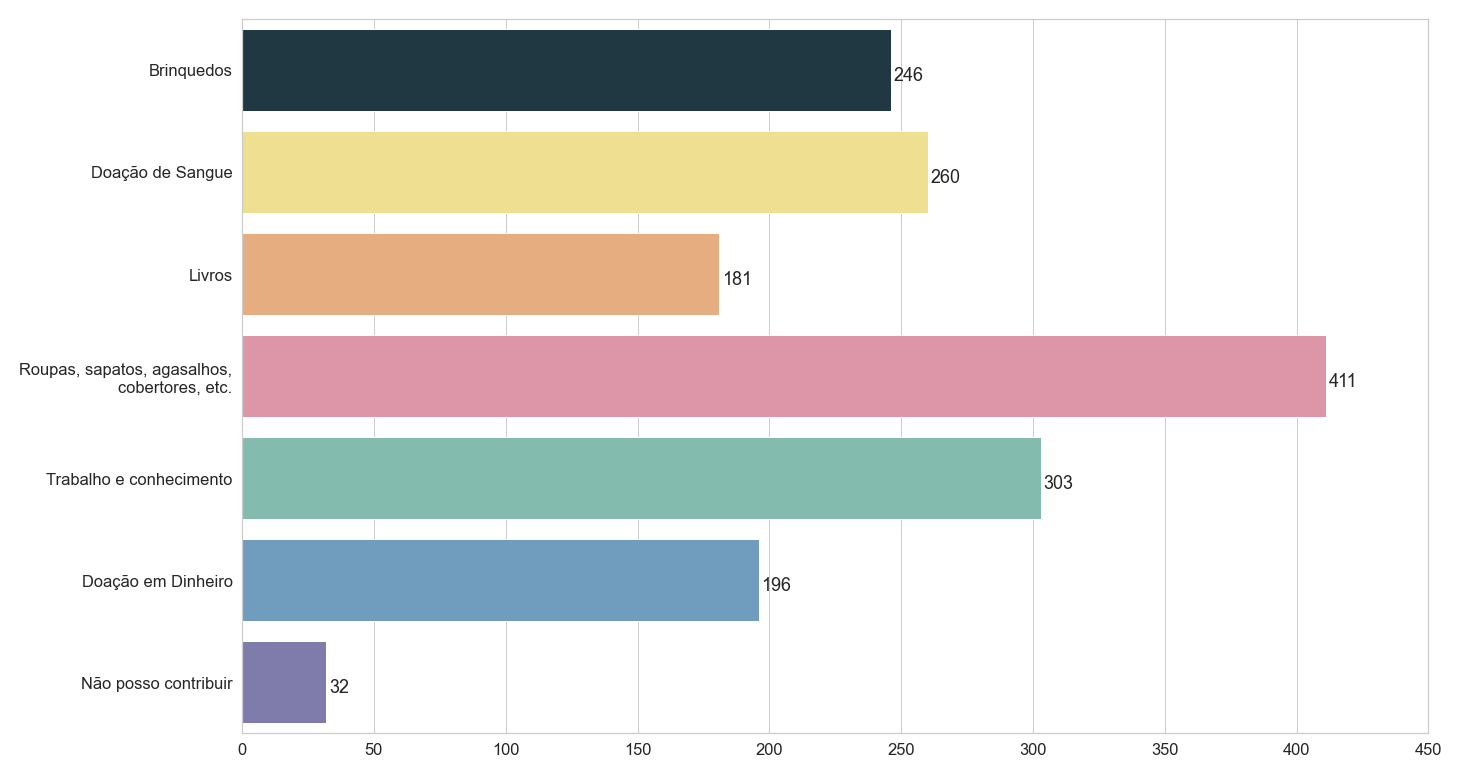 Brinquedos
246
Doação de Sangue
260
Livros
181
Roupas, sapatos, agasalhos,
cobertores, etc.
411
Trabalho e conhecimento
303
Doação em Dinheiro
196
Não posso contribuir
32
0 50 100 150 200 250 300 350 400 450